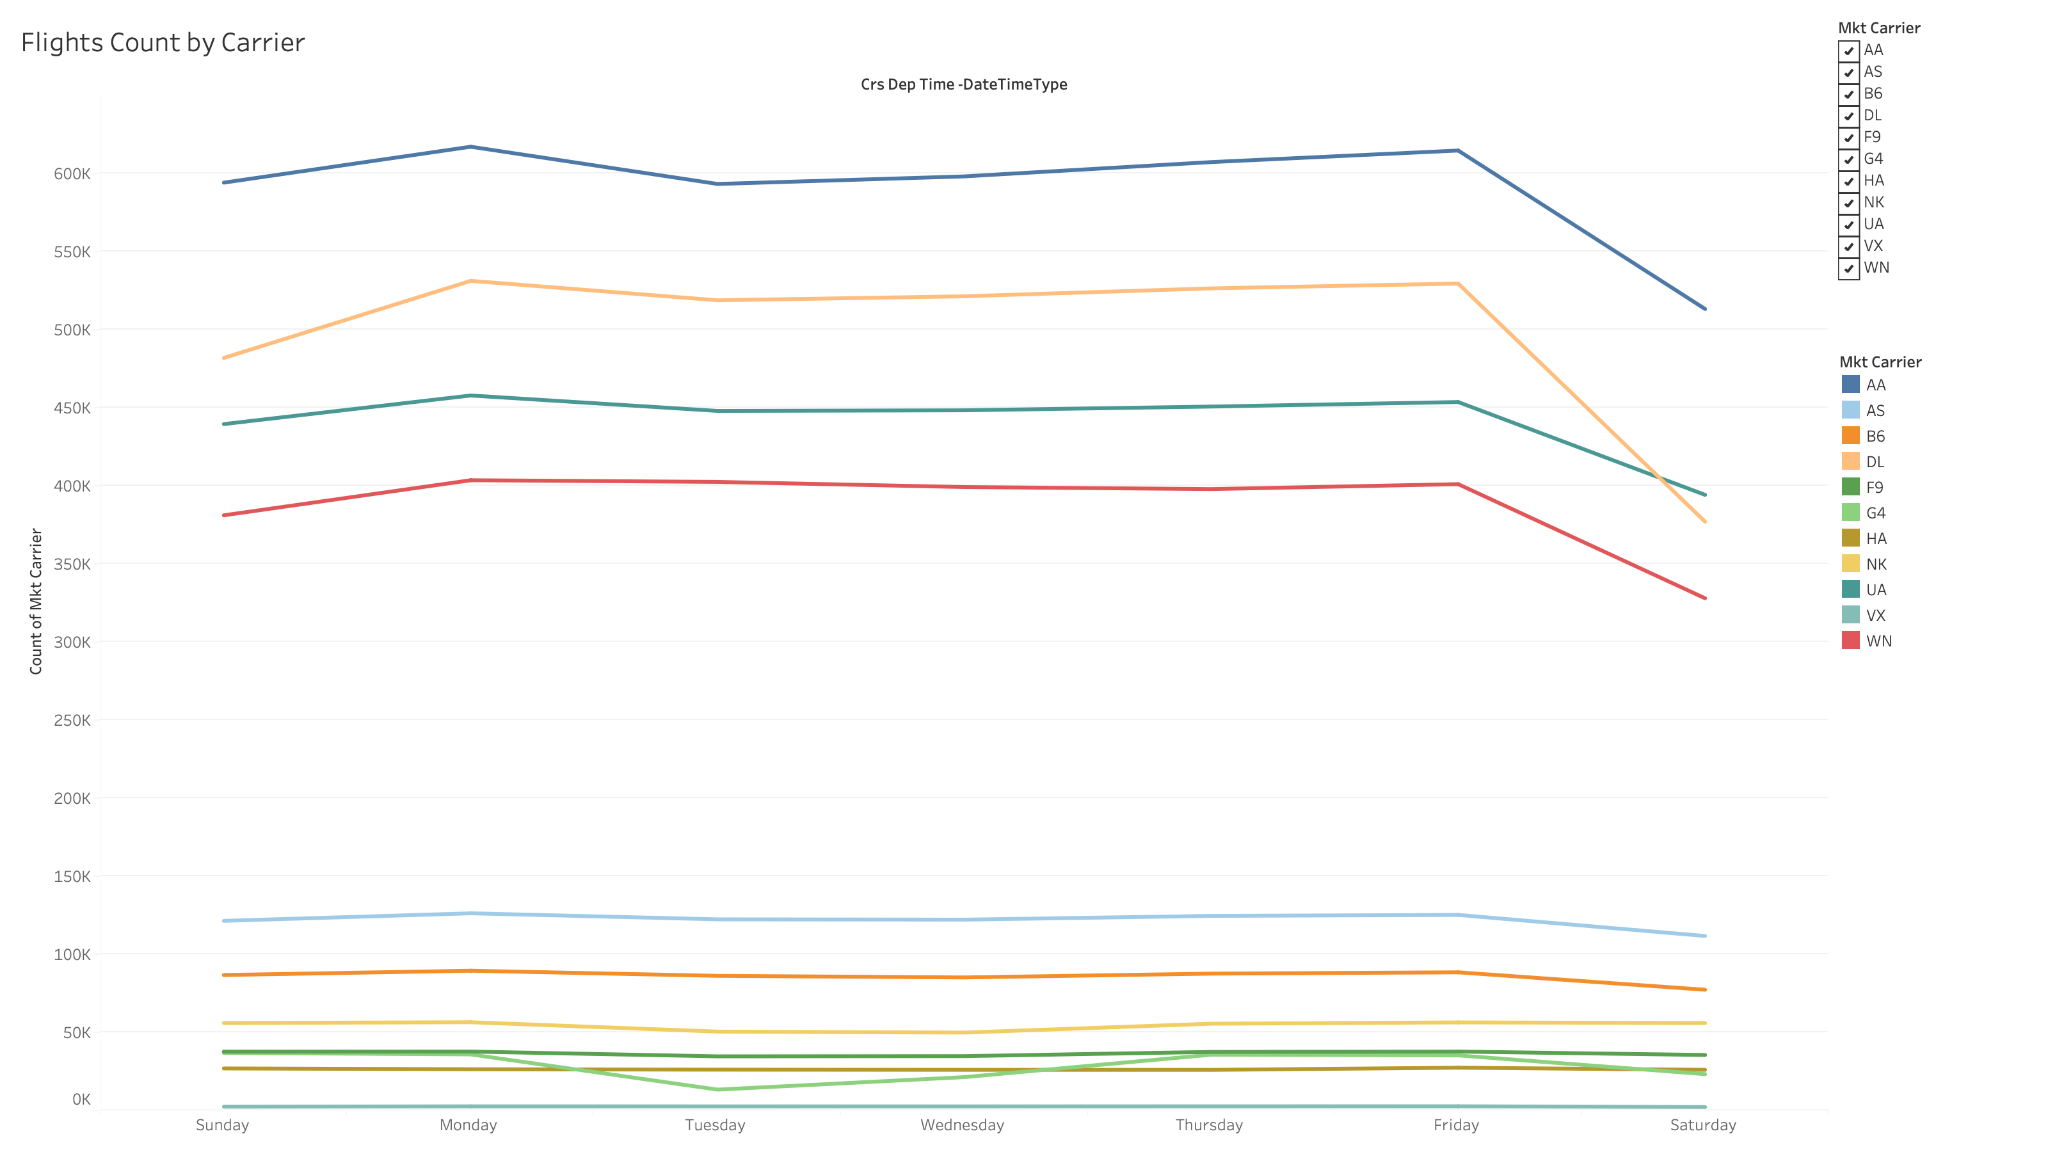 Flights Count by Carrier
Crs Dep Time -DateTimeType
Count of Mkt Carrier
600K
550K
500K
450K
400K
350K
300K
250K
200K
150K
100K
50K
0K
Sunday Monday Tuesday Wednesday Thursday Friday Saturday
Mkt Carrier
AA
AS
B6
DL
F9
G4
HA
NK
UA
VX
WN
Mkt Carrier
AA
AS
B6
DL
F9
G4
HA
NK
UA
VX
WN